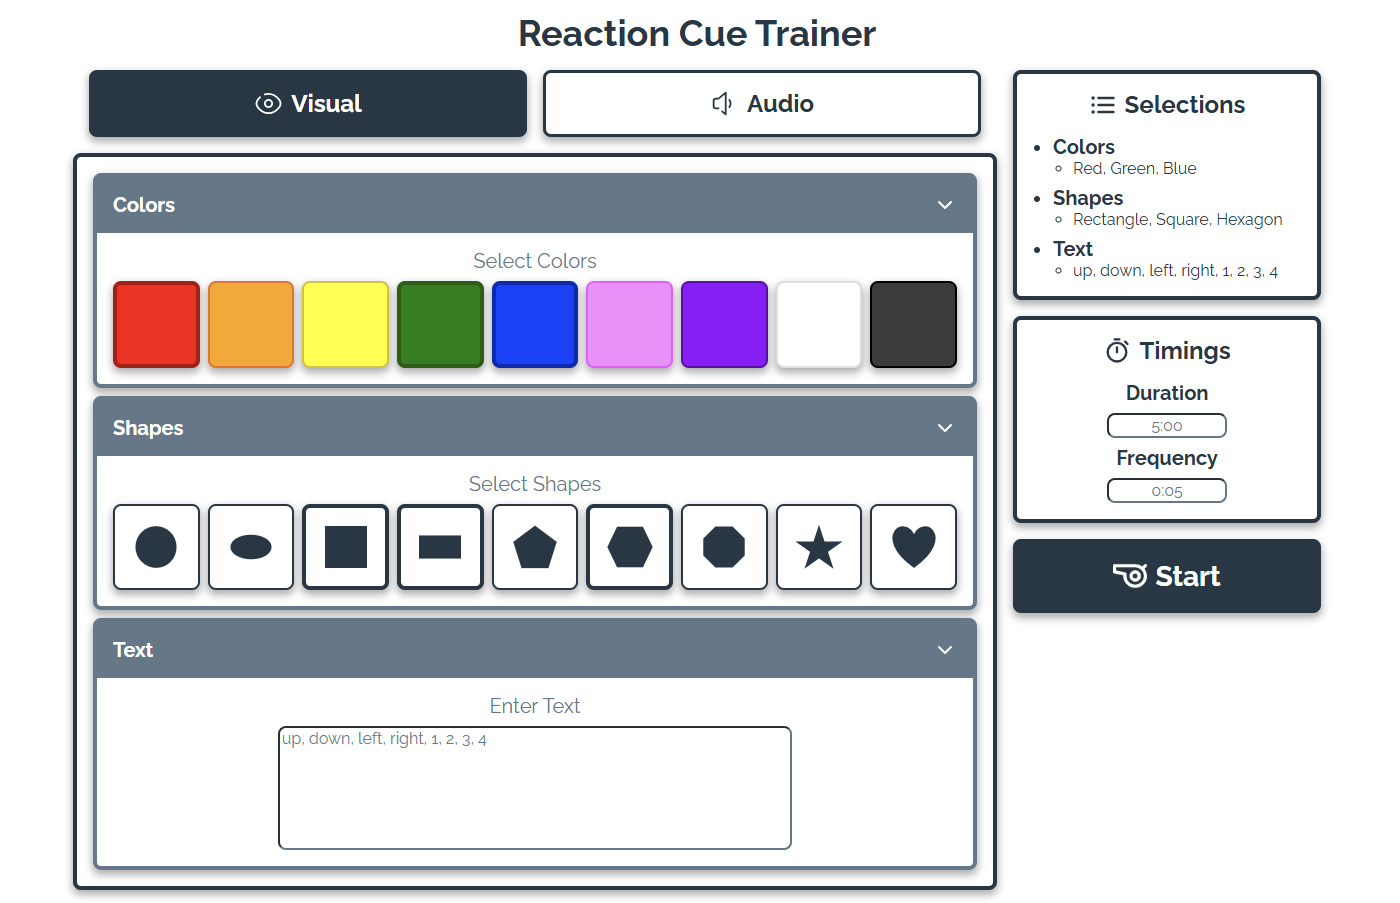 Reaction Cue Trainer
Visual
Audio
Colors
Select Colors
Shapes
Select Shapes
Text
Enter Text
up, down, left, right, 1, 2, 3, 4
Selections
Colors
Red, Green, Blue
Shapes
Rectangle, Square, Hexagon
Text
up, down, left, right, 1, 2, 3, 4
Timings
Duration
5:00
Frequency
0:05
Start